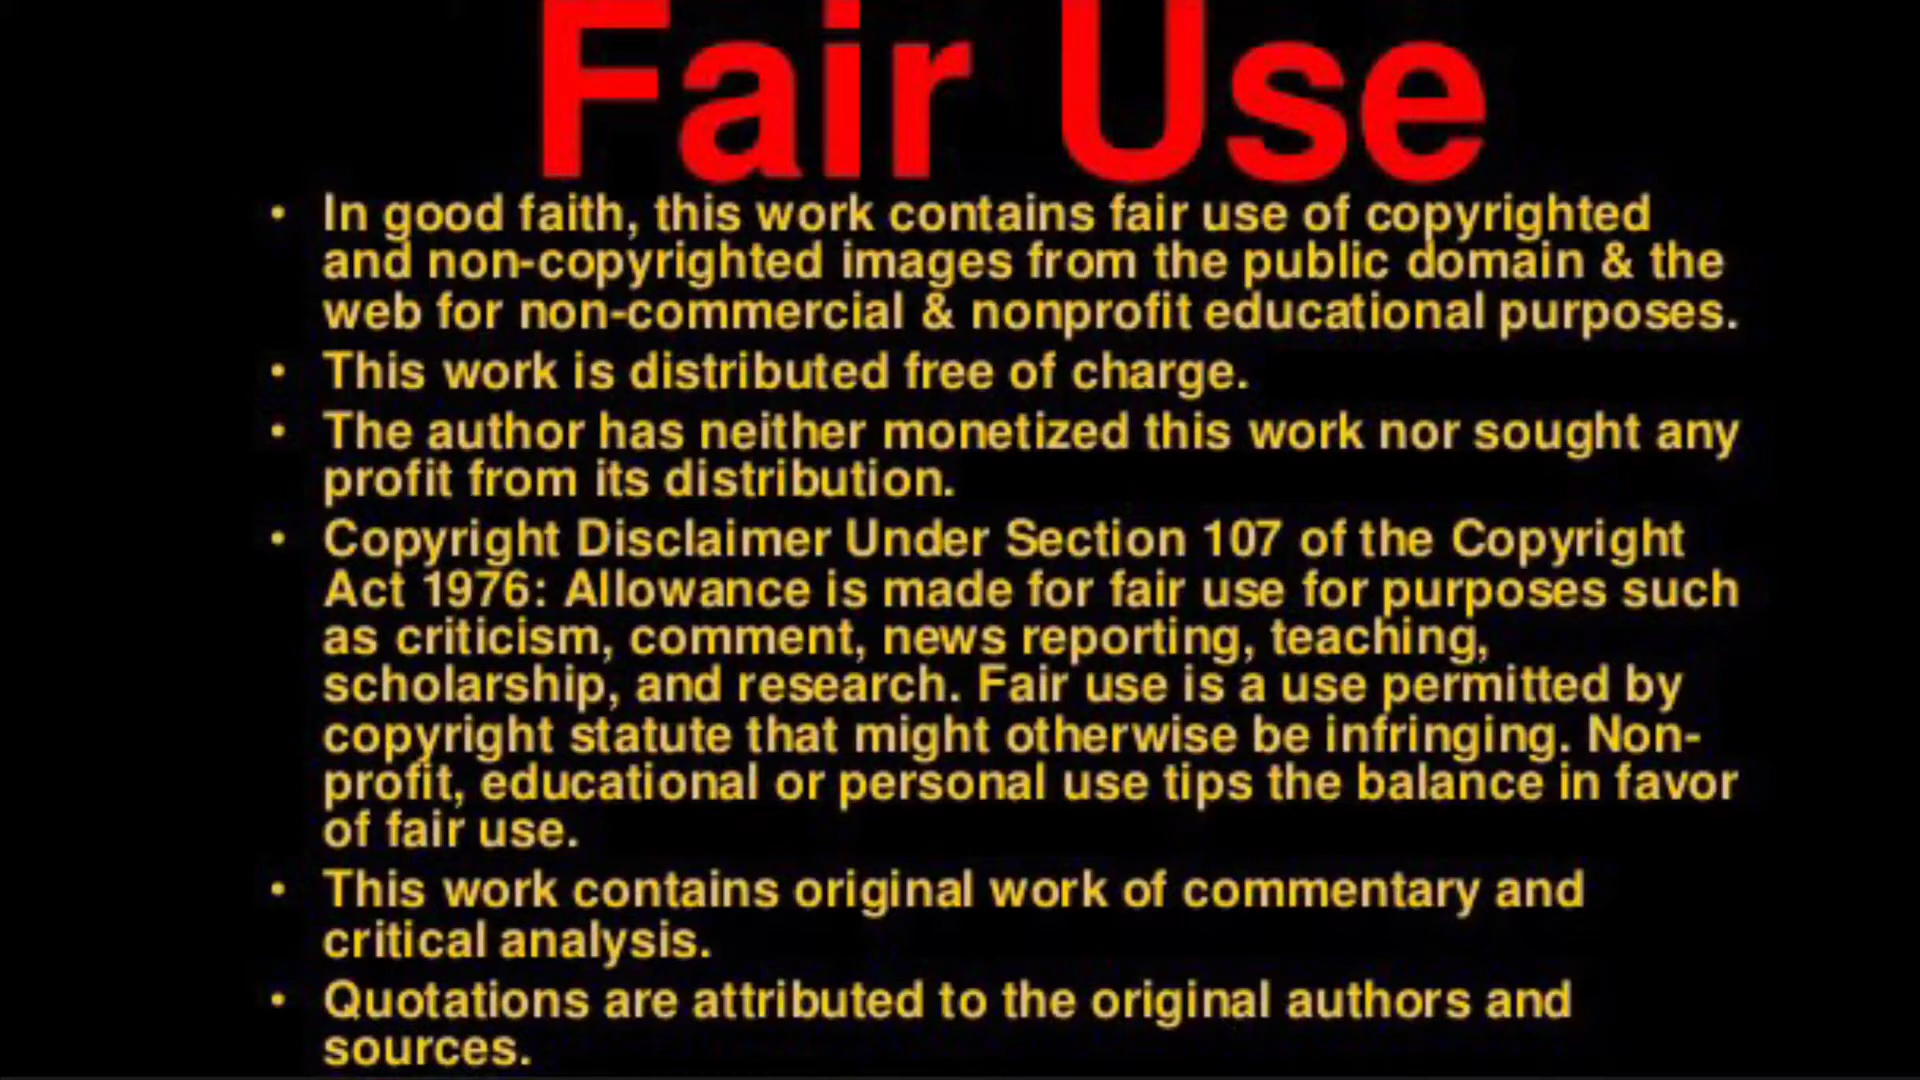 Fair Use
• In good faith, this work contains fair use of copyrighted
and non-copyrighted images from the public domain & the
web for non-commercial & nonprofit educational purposes.
• This work is distributed free of charge.
• The author has neither monetized this work nor sought any
profit from its distribution.
• Copyright Disclaimer Under Section 107 of the Copyright
Act 1976: Allowance is made for fair use for purposes such
as criticism, comment, news reporting, teaching,
scholarship, and research. Fair use is a use permitted by
copyright statute that might otherwise be infringing. Non-
profit, educational or personal use tips the balance in favor
of fair use.
• This work contains original work of commentary and
critical analysis.
• Quotations are attributed to the original authors and
sources.